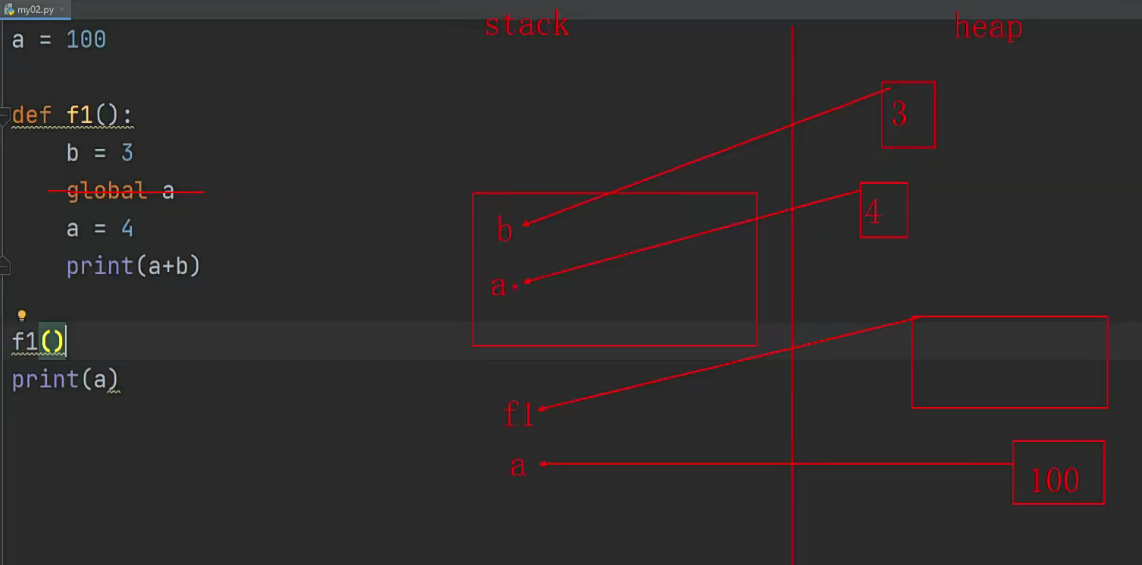 my02.py
a = 100
def f1():
b = 3
global a
a = 4
print(a+b)
f1()
print(a)
stack
heap
3
b
4
a
f1
a
100